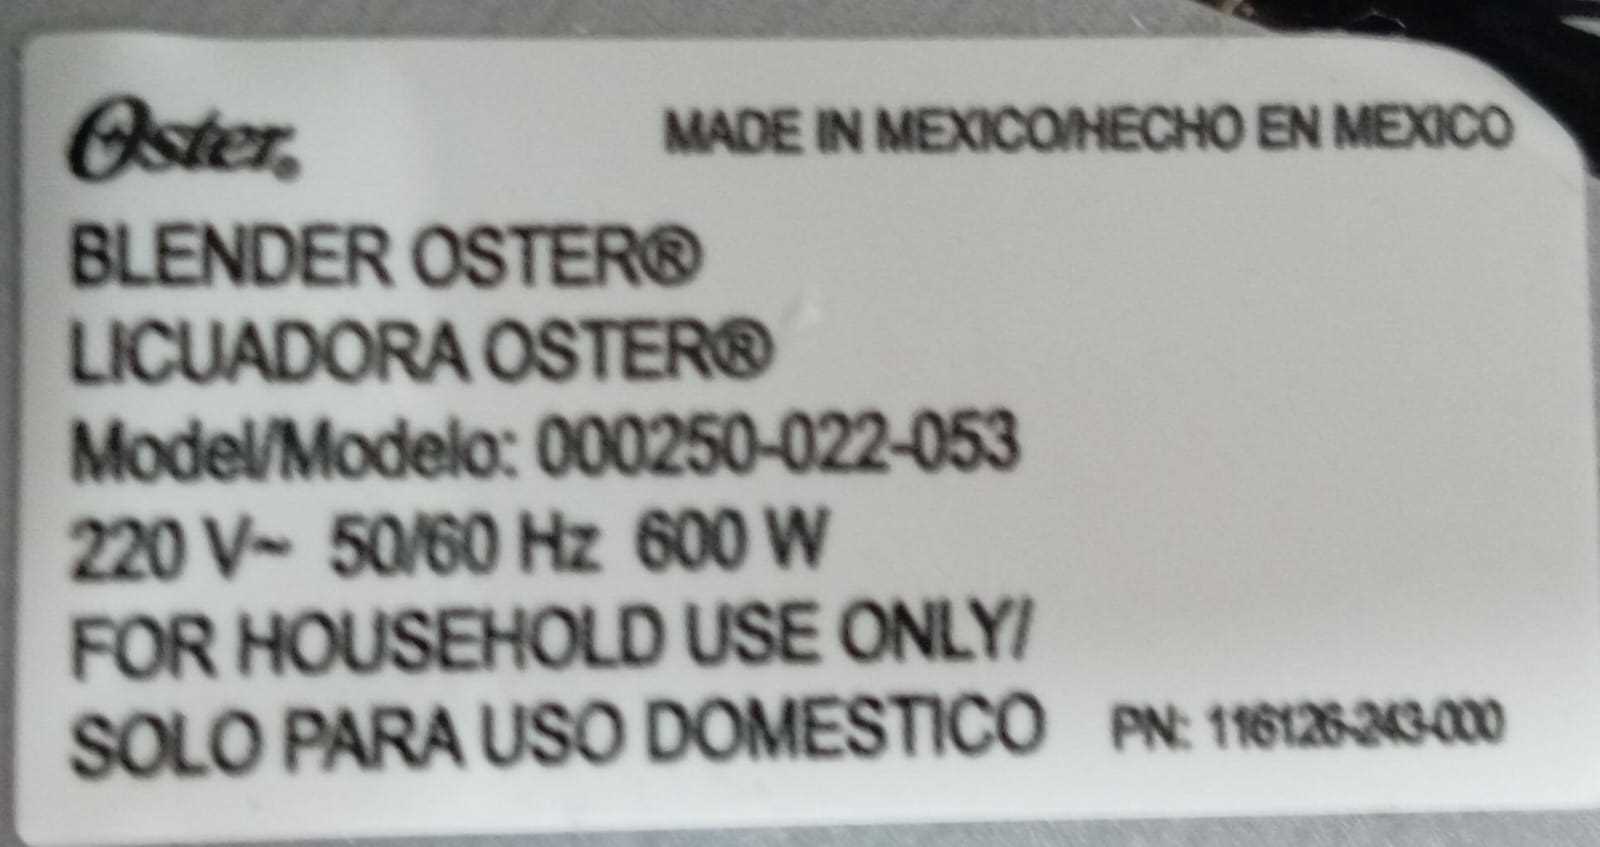 Oster®
MADE IN MEXICO/HECHO EN MEXICO
BLENDER OSTER®
LICUADORA OSTER®
Model/Modelo: 000250-022-053
220 V~ 50/60 Hz 600 W
FOR HOUSEHOLD USE ONLY/
SOLO PARA USO DOMESTICO
PN: 116126-243-000